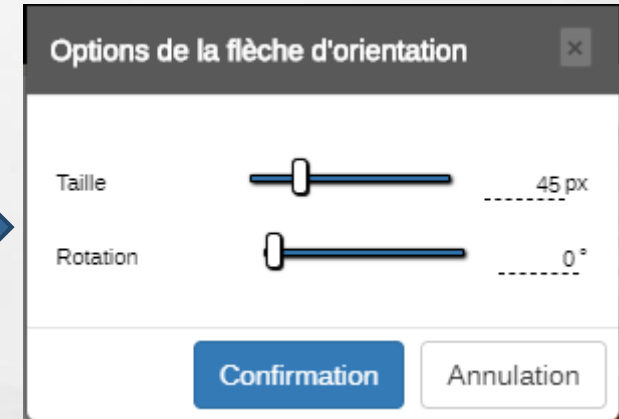 Options de la flèche d'orientation ×
Taille 45 px
Rotation 0 °
Confirmation Annulation